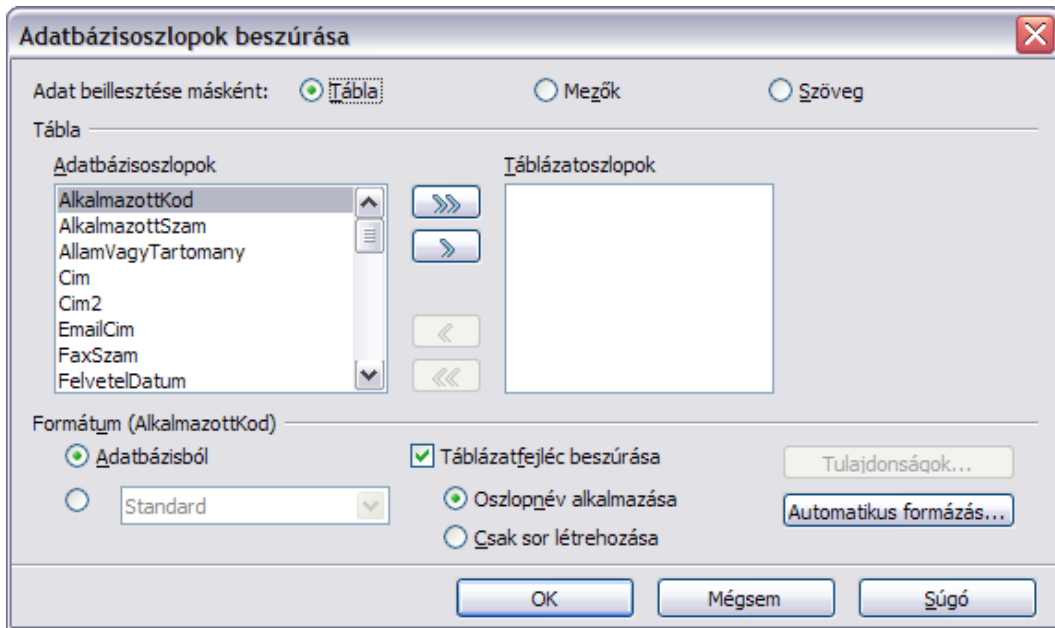 Adatbázisoszlopok beszúrása
Adat beillesztése másként: Tábla Mezők Szöveg
Tábla
Adatbázisoszlopok Táblázatoszlopok
AlkalmazottKod
AlkalmazottSzam
AllamVagyTartomany
Cim
Cim2
EmailCim
FaxSzam
FelvetelDatum
Formátum (AlkalmazottKod)
Adatbázisból Táblázatfejléc beszúrása Tulajdonságok...
Standard Oszlopnév alkalmazása Automatikus formázás...
Csak sor létrehozása
OK Mégsem Súgó